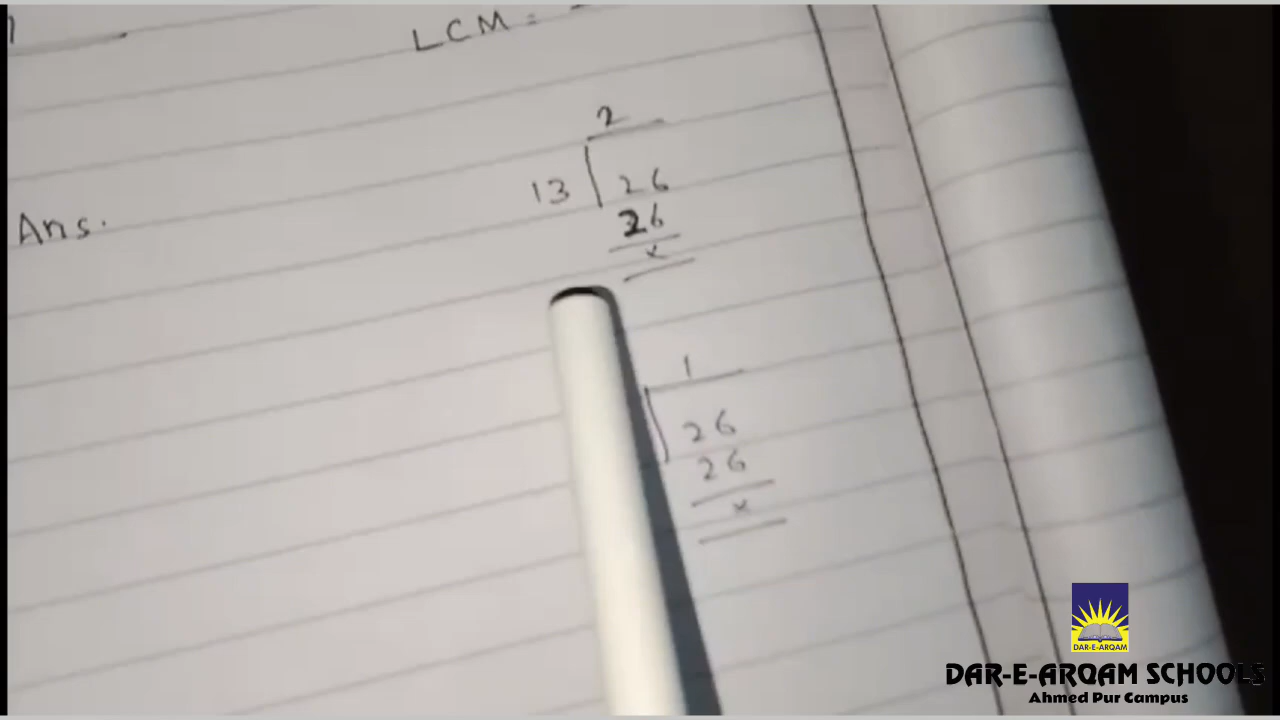 LCM =
2
13 26
26
x
Ans.
1
26
26
x
DAR-E-ARQAM
DAR-E-ARQAM SCHOOLS
Ahmed Pur Campus